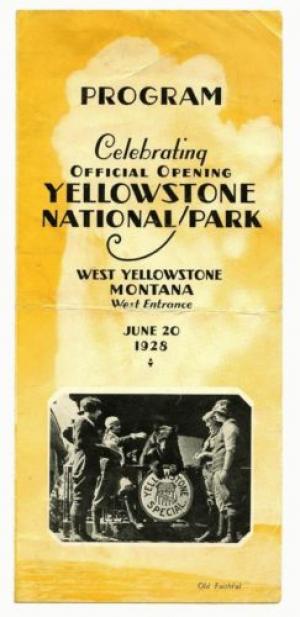 PROGRAM
Celebrating
OFFICIAL OPENING
YELLOWSTONE
NATIONAL PARK
WEST YELLOWSTONE
MONTANA
West Entrance
JUNE 20
1928
YELLOWSTONE
SPECIAL
Old Faithful